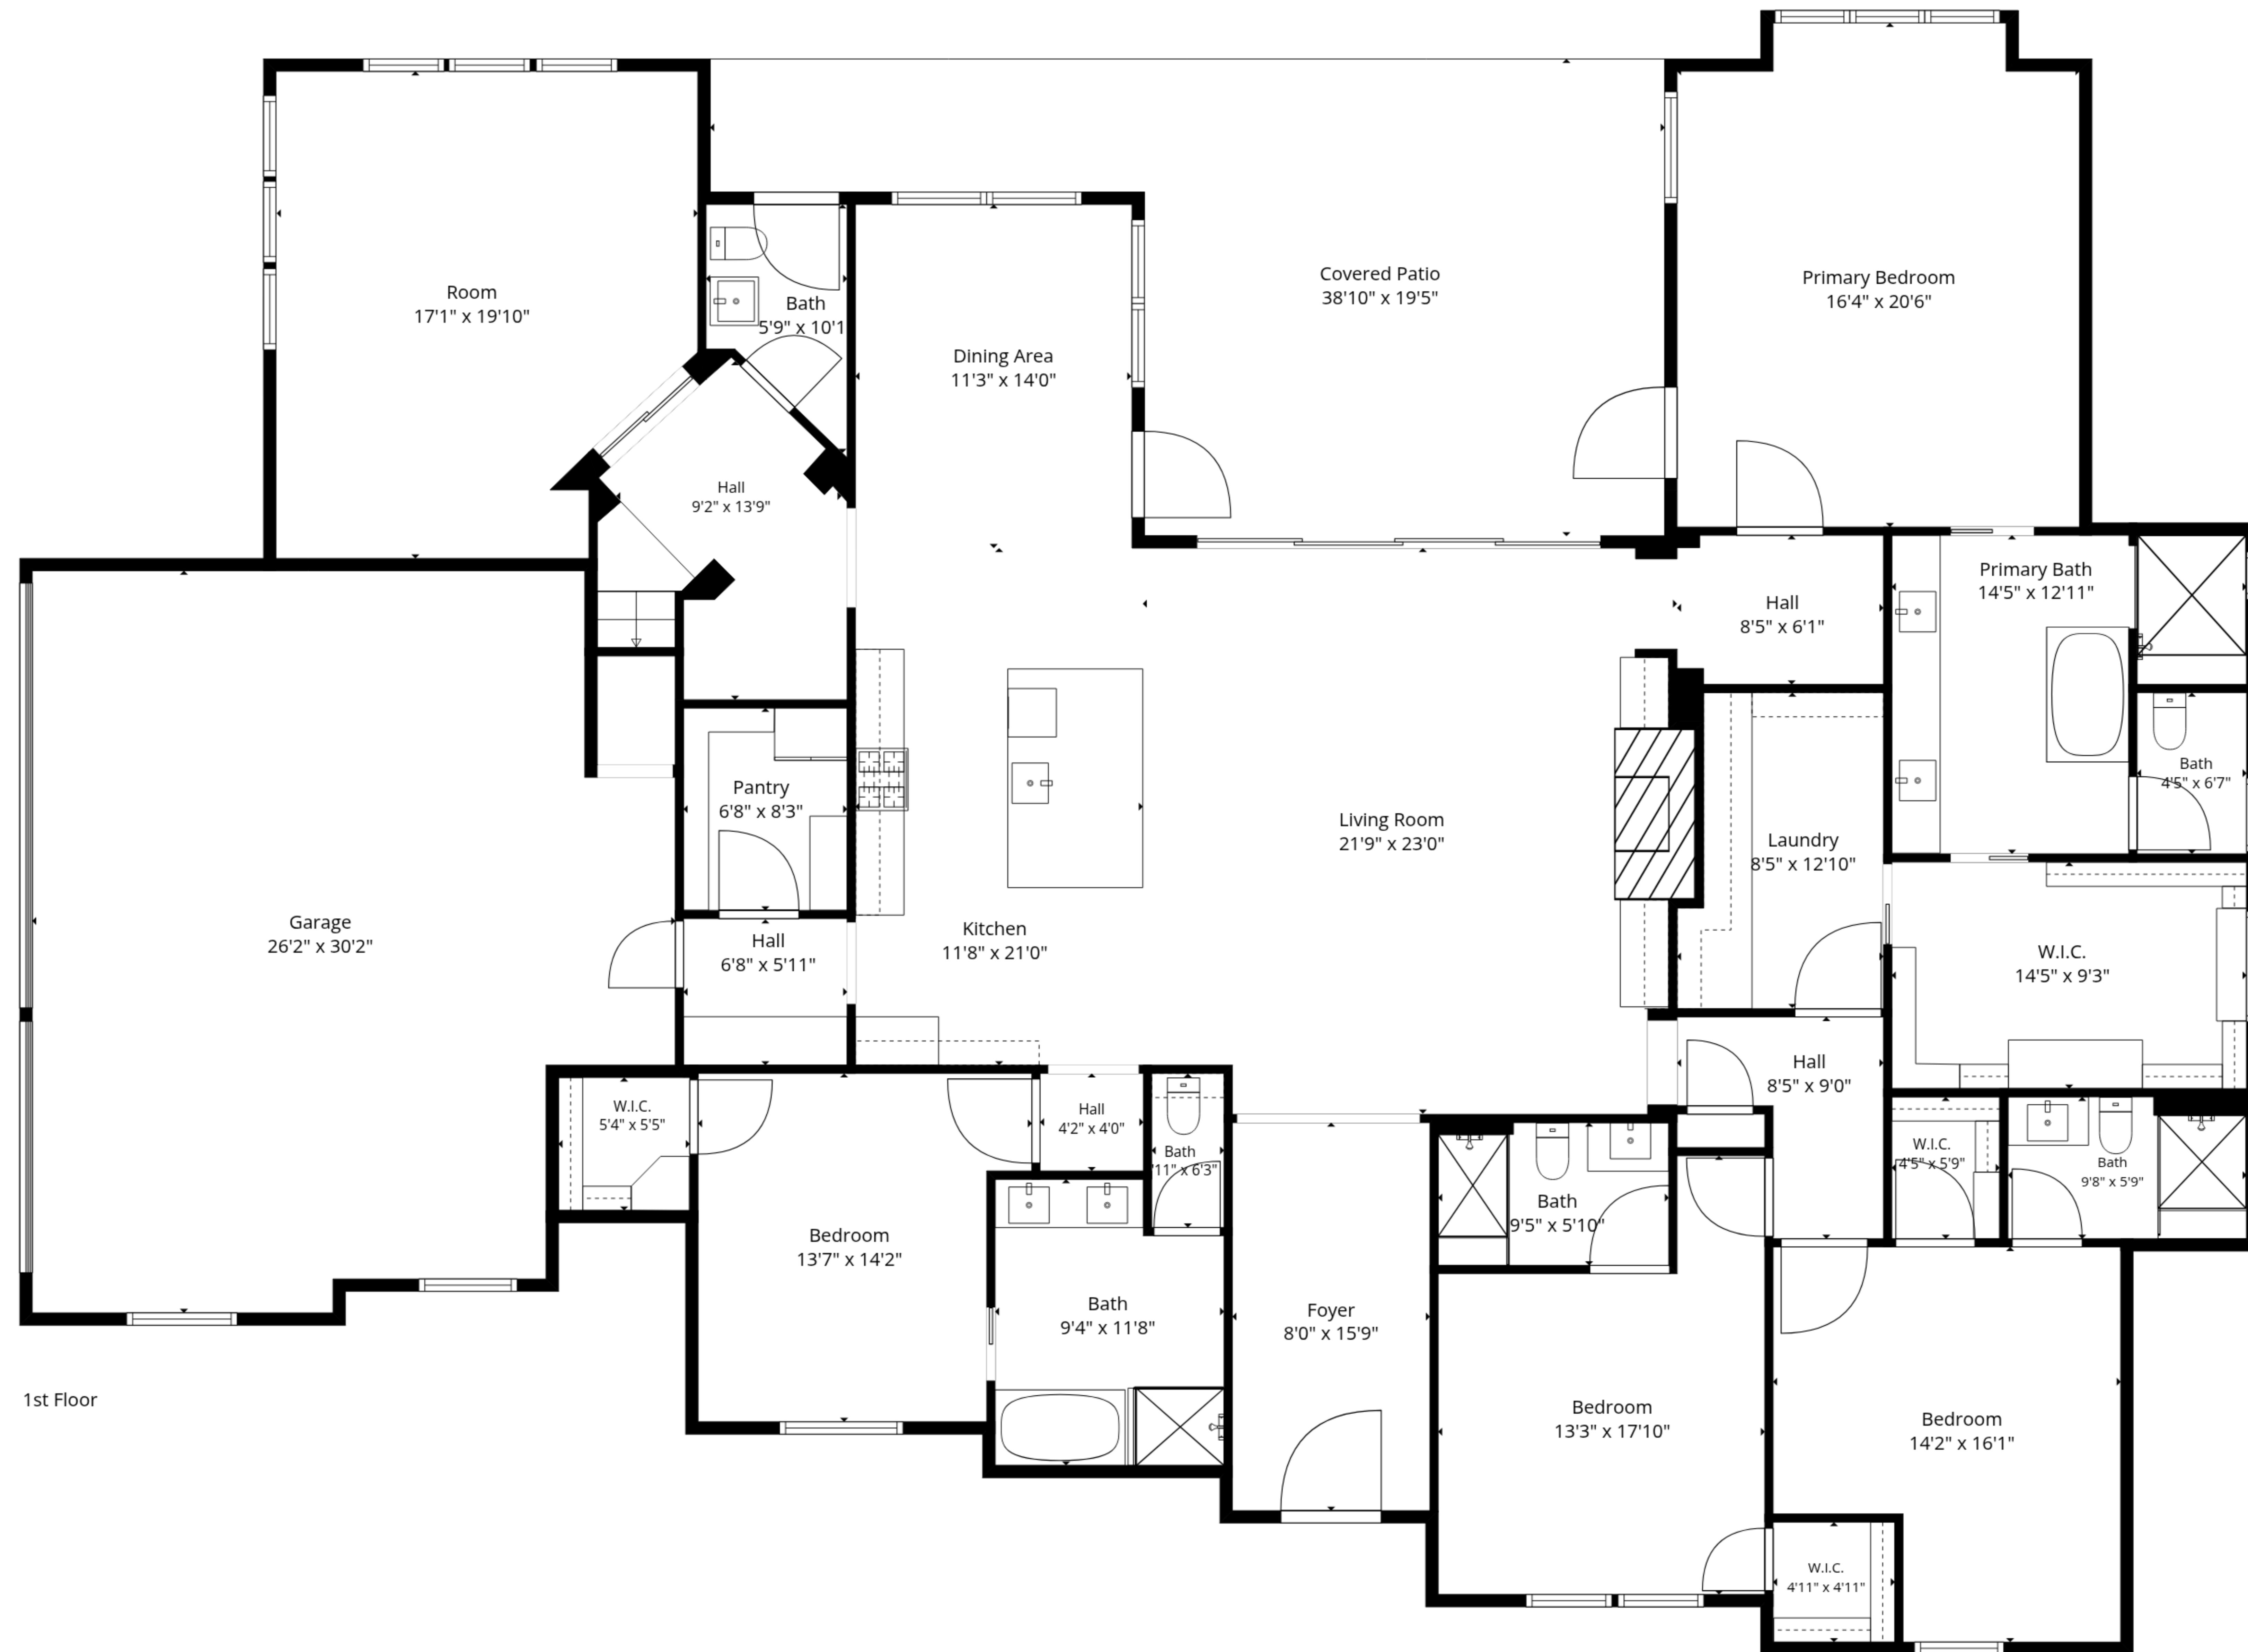 Room
17'1" x 19'10"
Bath
5'9" x 10'1
Dining Area
11'3" x 14'0"
Covered Patio
38'10" x 19'5"
Primary Bedroom
16'4" x 20'6"
Hall
9'2" x 13'9"
Hall
8'5" x 6'1"
Primary Bath
14'5" x 12'11"
Bath
4'5" x 6'7"
Pantry
6'8" x 8'3"
Living Room
21'9" x 23'0"
Laundry
8'5" x 12'10"
Garage
26'2" x 30'2"
Hall
6'8" x 5'11"
Kitchen
11'8" x 21'0"
W.I.C.
14'5" x 9'3"
Hall
8'5" x 9'0"
W.I.C.
5'4" x 5'5"
Hall
4'2" x 4'0"
Bath
'11" x 6'3"
W.I.C.
4'5" x 5'9"
Bath
9'8" x 5'9"
Bath
9'5" x 5'10"
Bedroom
13'7" x 14'2"
Bath
9'4" x 11'8"
Foyer
8'0" x 15'9"
1st Floor
Bedroom
13'3" x 17'10"
Bedroom
14'2" x 16'1"
W.I.C.
4'11" x 4'11"